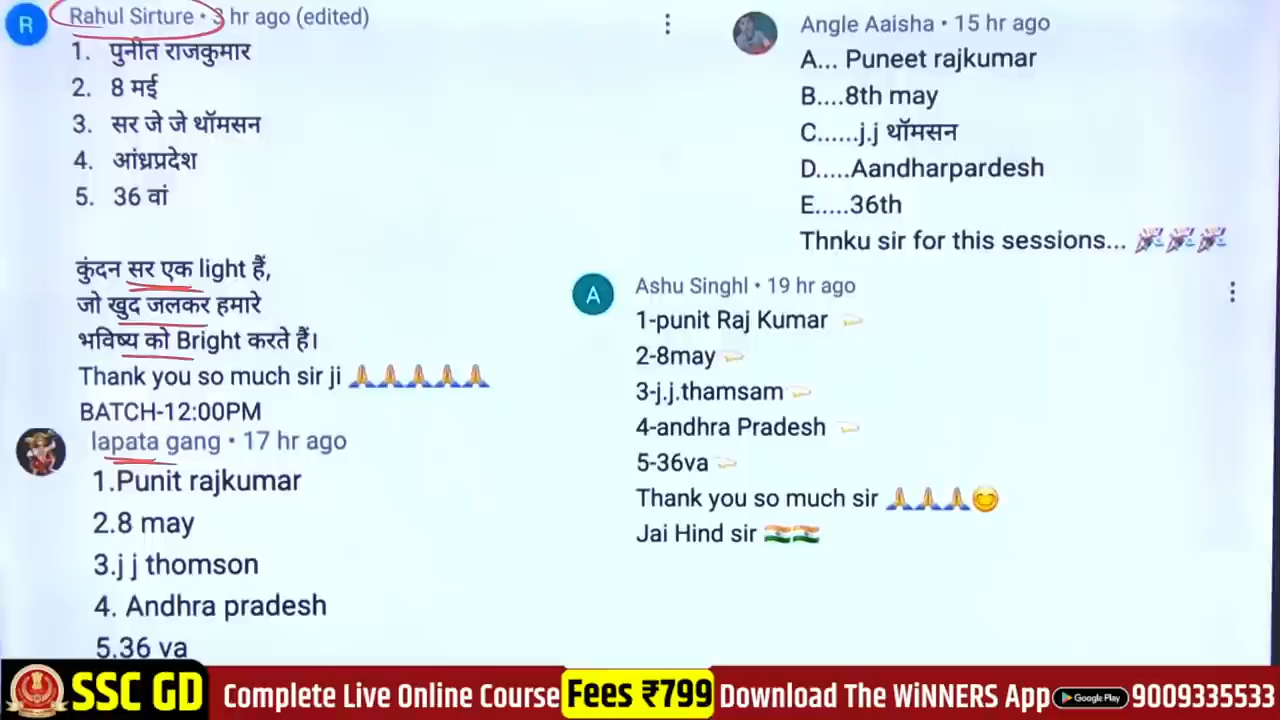 R
Rahul Sirture • 3 hr ago (edited)
1. पुनीत राजकुमार
2. 8 मई
3. सर जे जे थॉमसन
4. आंध्रप्रदेश
5. 36 वां
कुंदन सर एक light हैं,
जो खुद जलकर हमारे
भविष्य को Bright करते हैं।
Thank you so much sir ji 🙏🙏🙏🙏🙏
BATCH-12:00PM
lapata gang • 17 hr ago
1.Punit rajkumar
2.8 may
3.j j thomson
4. Andhra pradesh
5.36 va
Angle Aaisha • 15 hr ago
A... Puneet rajkumar
B....8th may
C......j.j थॉमसन
D.....Aandharpardesh
E.....36th
Thnku sir for this sessions... 🎉🎉🎉
A
Ashu Singhl • 19 hr ago
1-punit Raj Kumar
2-8may
3-j.j.thamsam
4-andhra Pradesh
5-36va
Thank you so much sir 🙏🙏🙏😊
Jai Hind sir 🇮🇳🇮🇳
SSC GD Complete Live Online Course Fees ₹799 Download The WiNNERS App Google Play 9009335533